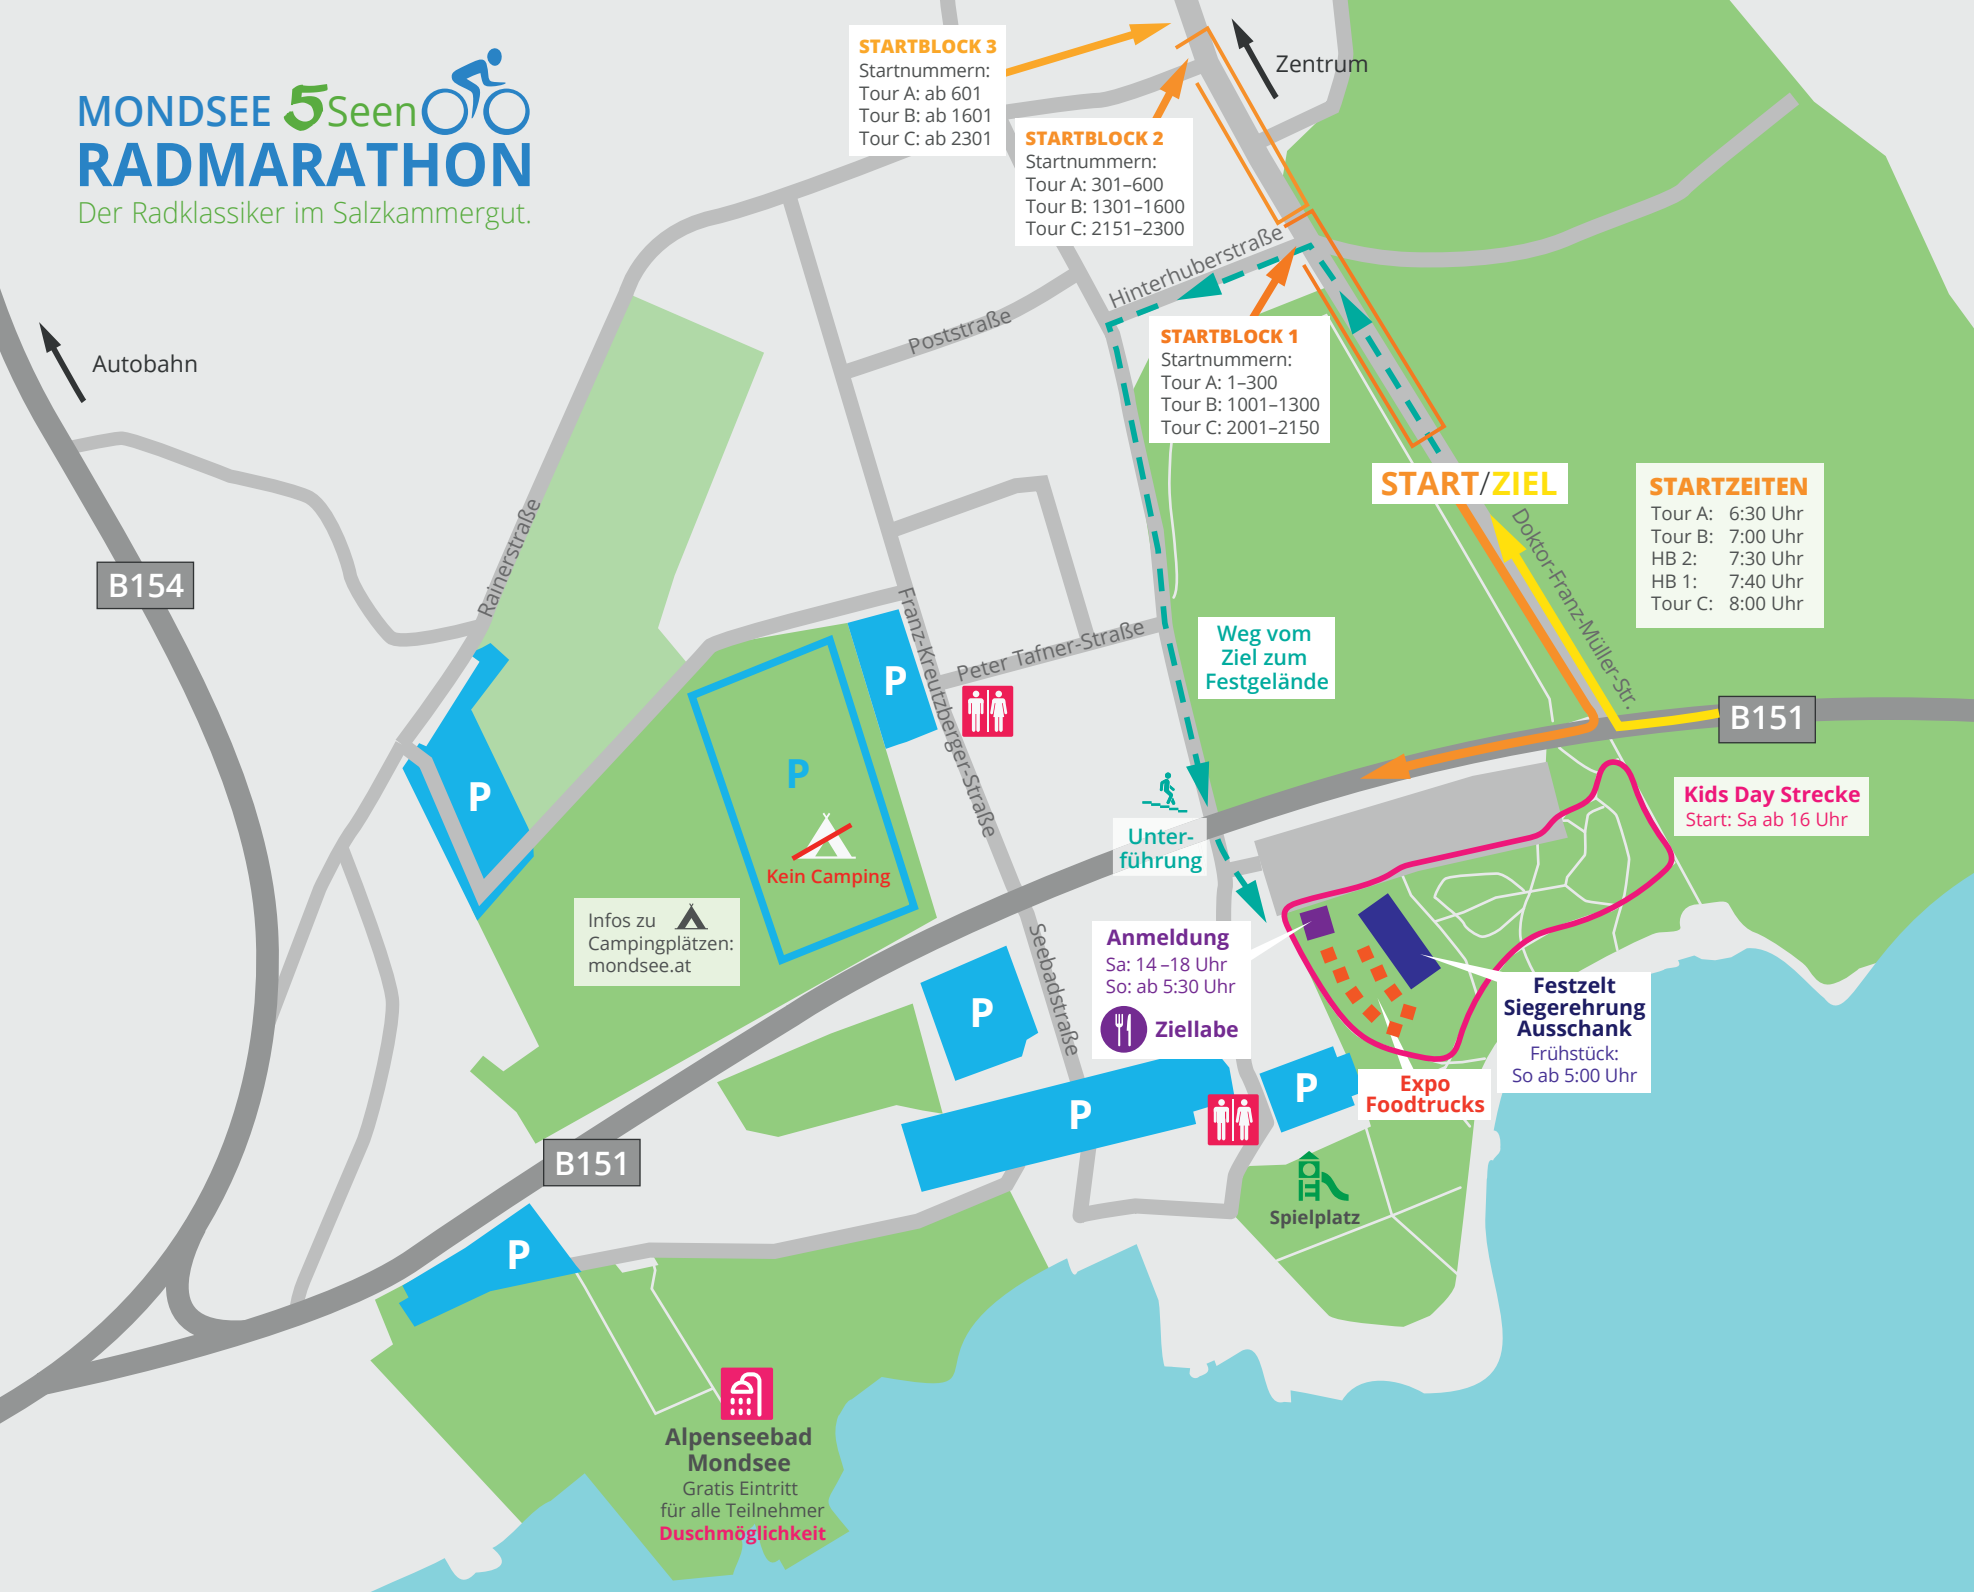 MONDSEE 5Seen
RADMARATHON
Der Radklassiker im Salzkammergut.
STARTBLOCK 3
Startnummern:
Tour A: ab 601
Tour B: ab 1601
Tour C: ab 2301
STARTBLOCK 2
Startnummern:
Tour A: 301–600
Tour B: 1301–1600
Tour C: 2151–2300
Zentrum
Hinterhuberstraße
Poststraße
STARTBLOCK 1
Startnummern:
Tour A: 1–300
Tour B: 1001–1300
Tour C: 2001–2150
Autobahn
START/ZIEL
STARTZEITEN
Tour A: 6:30 Uhr
Tour B: 7:00 Uhr
HB 2: 7:30 Uhr
HB 1: 7:40 Uhr
Tour C: 8:00 Uhr
Doktor-Franz-Müller-Str.
B154
Rainerstraße
Franz-Kreutzberger-Straße
Peter Tafner-Straße
Weg vom
Ziel zum
Festgelände
B151
P
P
P
Kein Camping
Unter-
führung
Kids Day Strecke
Start: Sa ab 16 Uhr
Infos zu
Campingplätzen:
mondsee.at
Seebadstraße
Anmeldung
Sa: 14 –18 Uhr
So: ab 5:30 Uhr
Ziellabe
Festzelt
Siegerehrung
Ausschank
Frühstück:
So ab 5:00 Uhr
P
P
P
Expo
Foodtrucks
B151
Spielplatz
P
Alpenseebad
Mondsee
Gratis Eintritt
für alle Teilnehmer
Duschmöglichkeit